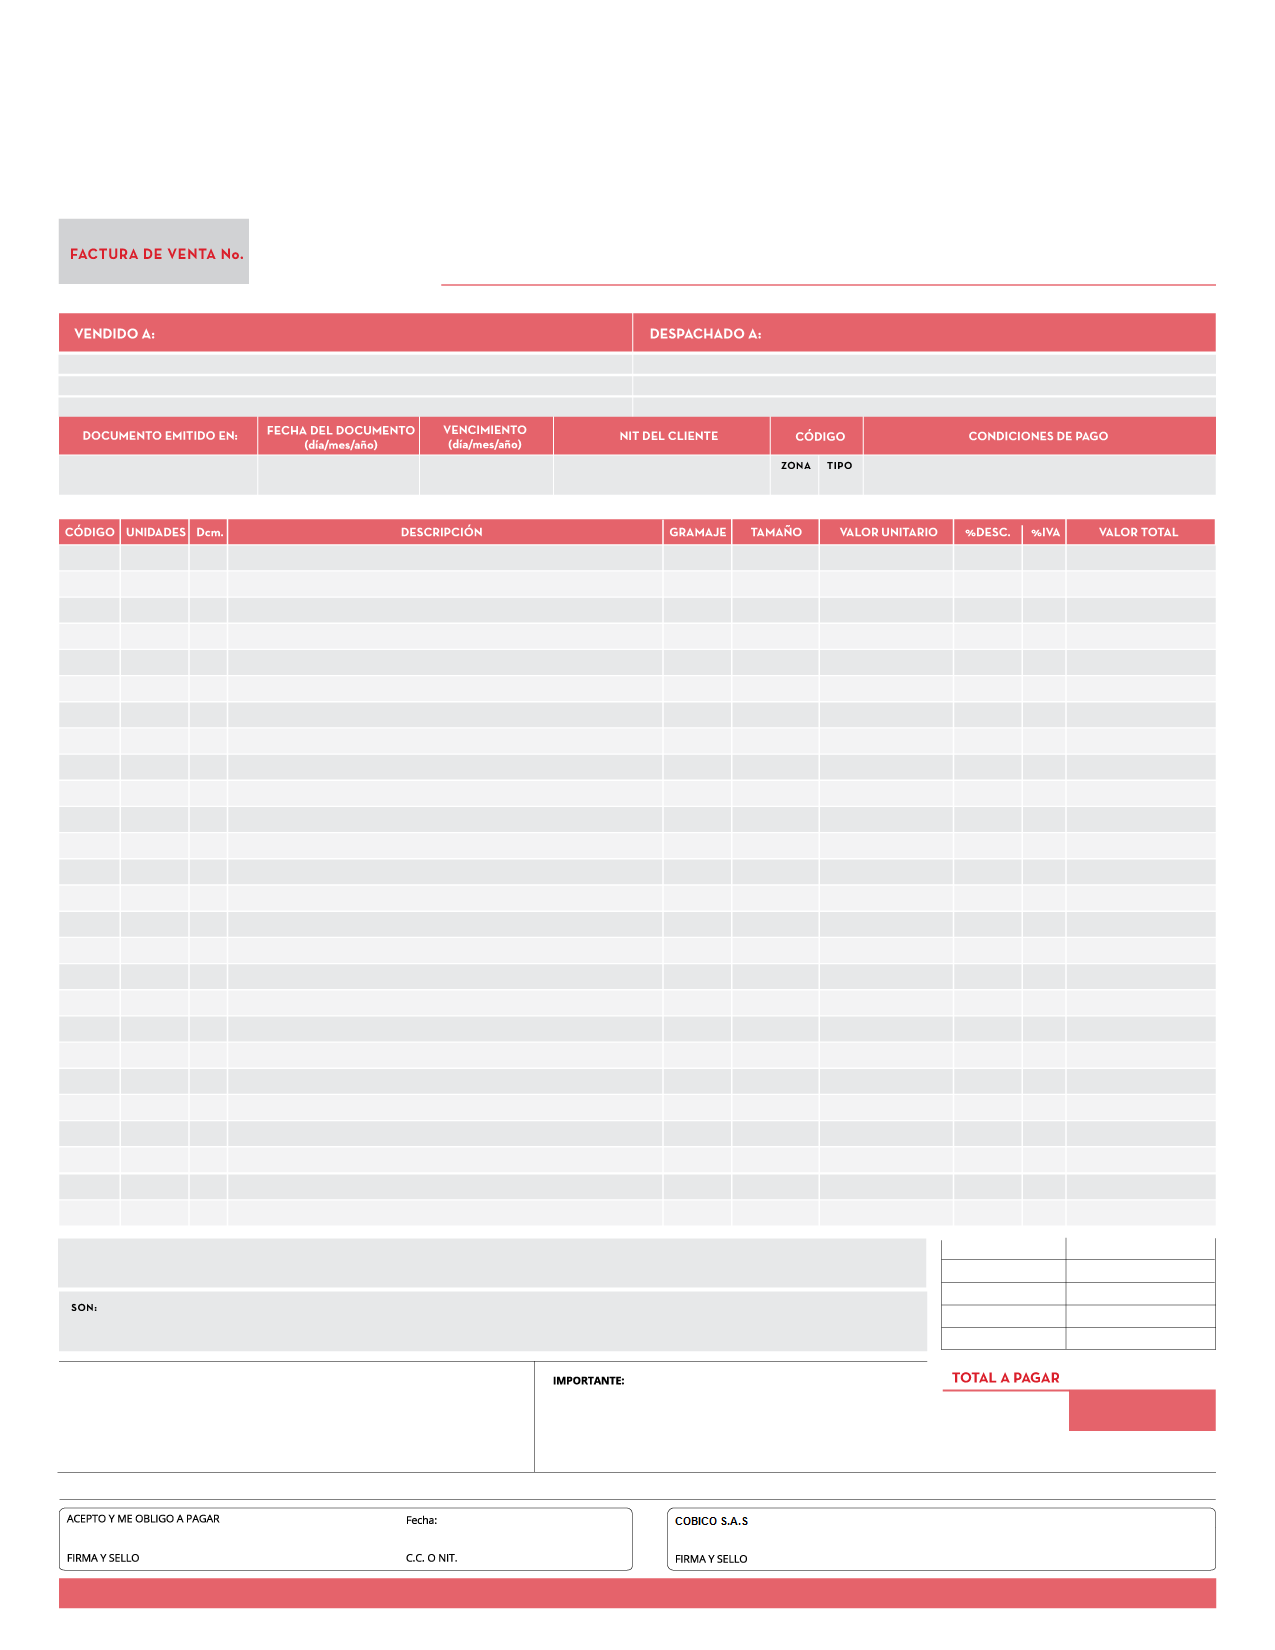 FACTURA DE VENTA No.
VENDIDO A: DESPACHADO A:
DOCUMENTO EMITIDO EN: FECHA DEL DOCUMENTO (día/mes/año) VENCIMIENTO (día/mes/año) NIT DEL CLIENTE CÓDIGO CONDICIONES DE PAGO
ZONA TIPO
CÓDIGO UNIDADES Dcm. DESCRIPCIÓN GRAMAJE TAMAÑO VALOR UNITARIO %DESC. %IVA VALOR TOTAL
SON:
IMPORTANTE:
TOTAL A PAGAR
ACEPTO Y ME OBLIGO A PAGAR Fecha:
FIRMA Y SELLO C.C. O NIT.
COBICO S.A.S
FIRMA Y SELLO